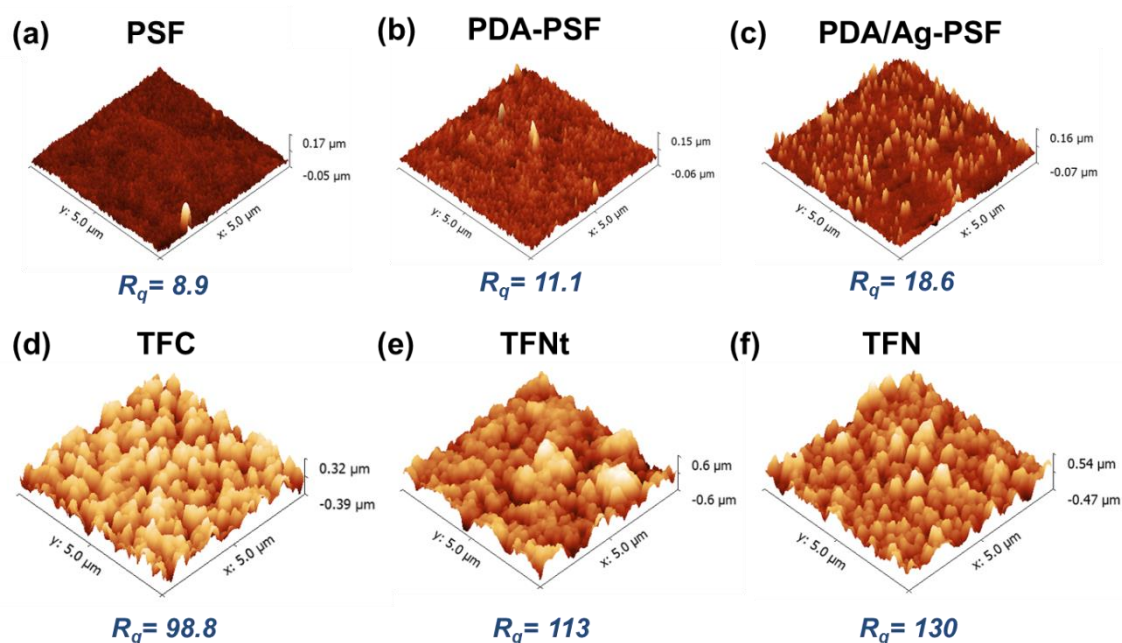 (a) PSF
(b) PDA-PSF
(c) PDA/Ag-PSF
0.17 µm
-0.05 µm
y: 5.0 µm
x: 5.0 µm
0.15 µm
-0.06 µm
y: 5.0 µm
x: 5.0 µm
0.16 µm
-0.07 µm
y: 5.0 µm
x: 5.0 µm
Rq= 8.9
Rq= 11.1
Rq= 18.6
(d) TFC
(e) TFNt
(f) TFN
0.32 µm
-0.39 µm
y: 5.0 µm
x: 5.0 µm
0.6 µm
-0.6 µm
y: 5.0 µm
x: 5.0 µm
0.54 µm
-0.47 µm
y: 5.0 µm
x: 5.0 µm
Rq= 98.8
Rq= 113
Rq= 130